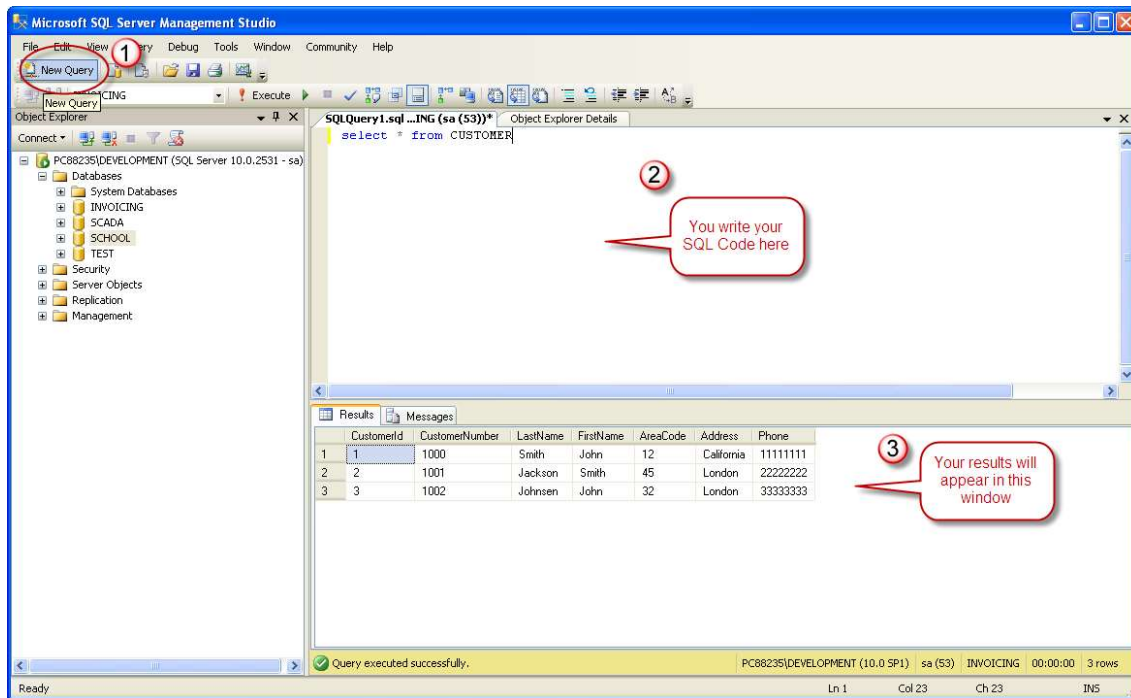 Microsoft SQL Server Management Studio
File Edit View Query Debug Tools Window Community Help
1
New Query
INVOICING Execute
New Query
Object Explorer
Connect
PC88235\DEVELOPMENT (SQL Server 10.0.2531 - sa)
Databases
System Databases
INVOICING
SCADA
SCHOOL
TEST
Security
Server Objects
Replication
Management
SQLQuery1.sql ...ING (sa (53))* Object Explorer Details
select * from CUSTOMER
2
You write your
SQL Code here
Results Messages
CustomerId CustomerNumber LastName FirstName AreaCode Address Phone
1 1 1000 Smith John 12 California 11111111
2 2 1001 Jackson Smith 45 London 22222222
3 3 1002 Johnsen John 32 London 33333333
3
Your results will
appear in this
window
Query executed successfully. PC88235\DEVELOPMENT (10.0 SP1) sa (53) INVOICING 00:00:00 3 rows
Ready Ln 1 Col 23 Ch 23 INS